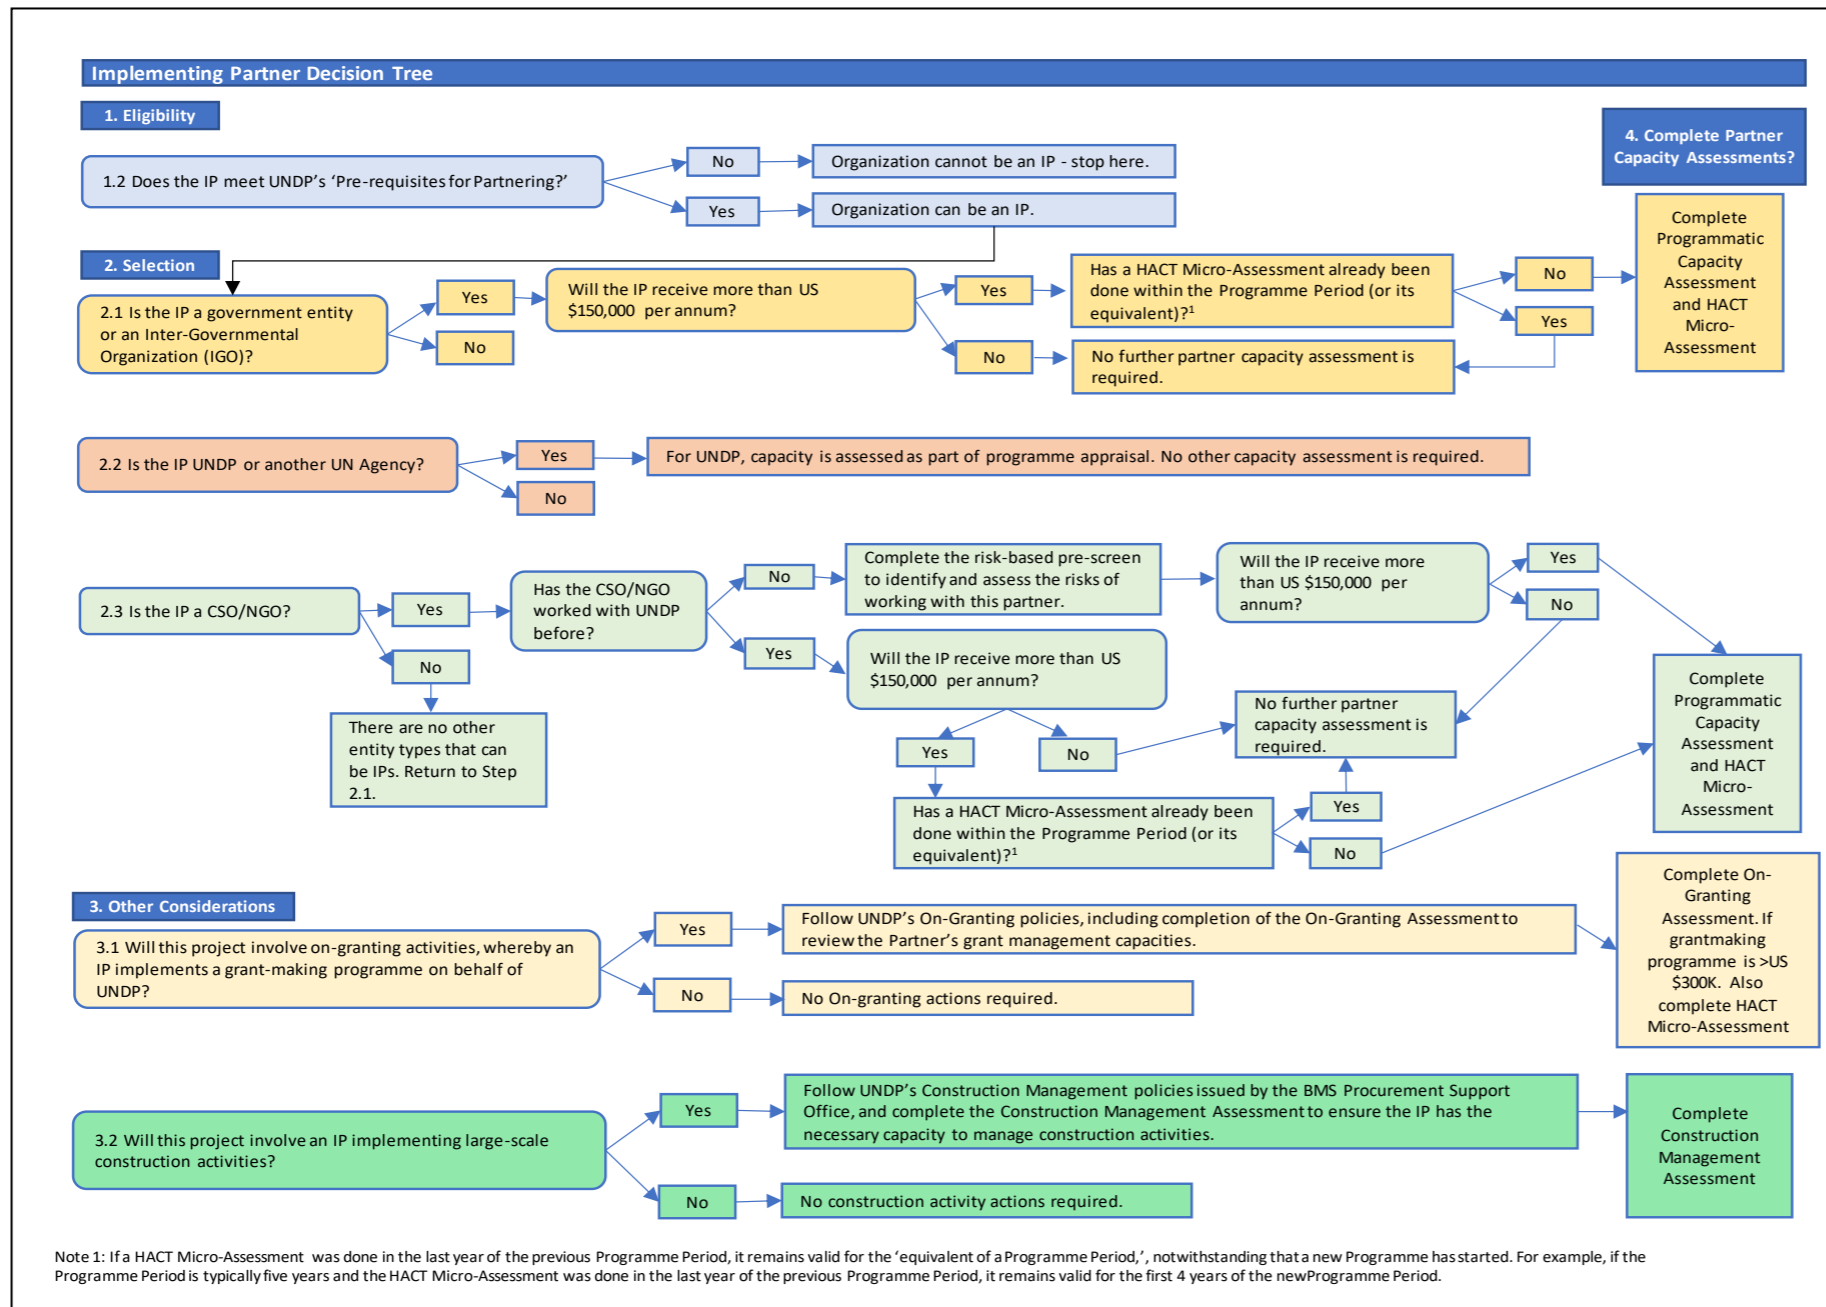 Implementing Partner Decision Tree
1. Eligibility
4. Complete Partner
Capacity Assessments?
1.2 Does the IP meet UNDP's 'Pre-requisites for Partnering?'
No
Organization cannot be an IP - stop here.
Yes
Organization can be an IP.
2. Selection
2.1 Is the IP a government entity
or an Inter-Governmental
Organization (IGO)?
Yes
No
Will the IP receive more than US
$150,000 per annum?
Yes
No
Has a HACT Micro-Assessment already been
done within the Programme Period (or its
equivalent)?1
No further partner capacity assessment is
required.
No
Yes
Complete
Programmatic
Capacity
Assessment
and HACT
Micro-
Assessment
2.2 Is the IP UNDP or another UN Agency?
Yes
No
For UNDP, capacity is assessed as part of programme appraisal. No other capacity assessment is required.
2.3 Is the IP a CSO/NGO?
Yes
No
There are no other
entity types that can
be IPs. Return to Step
2.1.
Has the CSO/NGO
worked with UNDP
before?
No
Yes
Complete the risk-based pre-screen
to identify and assess the risks of
working with this partner.
Will the IP receive more
than US $150,000 per
annum?
Yes
No
Will the IP receive more than US
$150,000 per annum?
Yes
No
No further partner
capacity assessment is
required.
Has a HACT Micro-Assessment already been
done within the Programme Period (or its
equivalent)?1
Yes
No
Complete
Programmatic
Capacity
Assessment
and HACT
Micro-
Assessment
3. Other Considerations
3.1 Will this project involve on-granting activities, whereby an
IP implements a grant-making programme on behalf of
UNDP?
Yes
No
Follow UNDP's On-Granting policies, including completion of the On-Granting Assessment to
review the Partner's grant management capacities.
No On-granting actions required.
Complete On-
Granting
Assessment. If
grantmaking
programme is >US
$300K. Also
complete HACT
Micro-Assessment
3.2 Will this project involve an IP implementing large-scale
construction activities?
Yes
No
Follow UNDP's Construction Management policies issued by the BMS Procurement Support
Office, and complete the Construction Management Assessment to ensure the IP has the
necessary capacity to manage construction activities.
No construction activity actions required.
Complete
Construction
Management
Assessment
Note 1: If a HACT Micro-Assessment was done in the last year of the previous Programme Period, it remains valid for the 'equivalent of a Programme Period,', notwithstanding that a new Programme has started. For example, if the
Programme Period is typically five years and the HACT Micro-Assessment was done in the last year of the previous Programme Period, it remains valid for the first 4 years of the newProgramme Period.